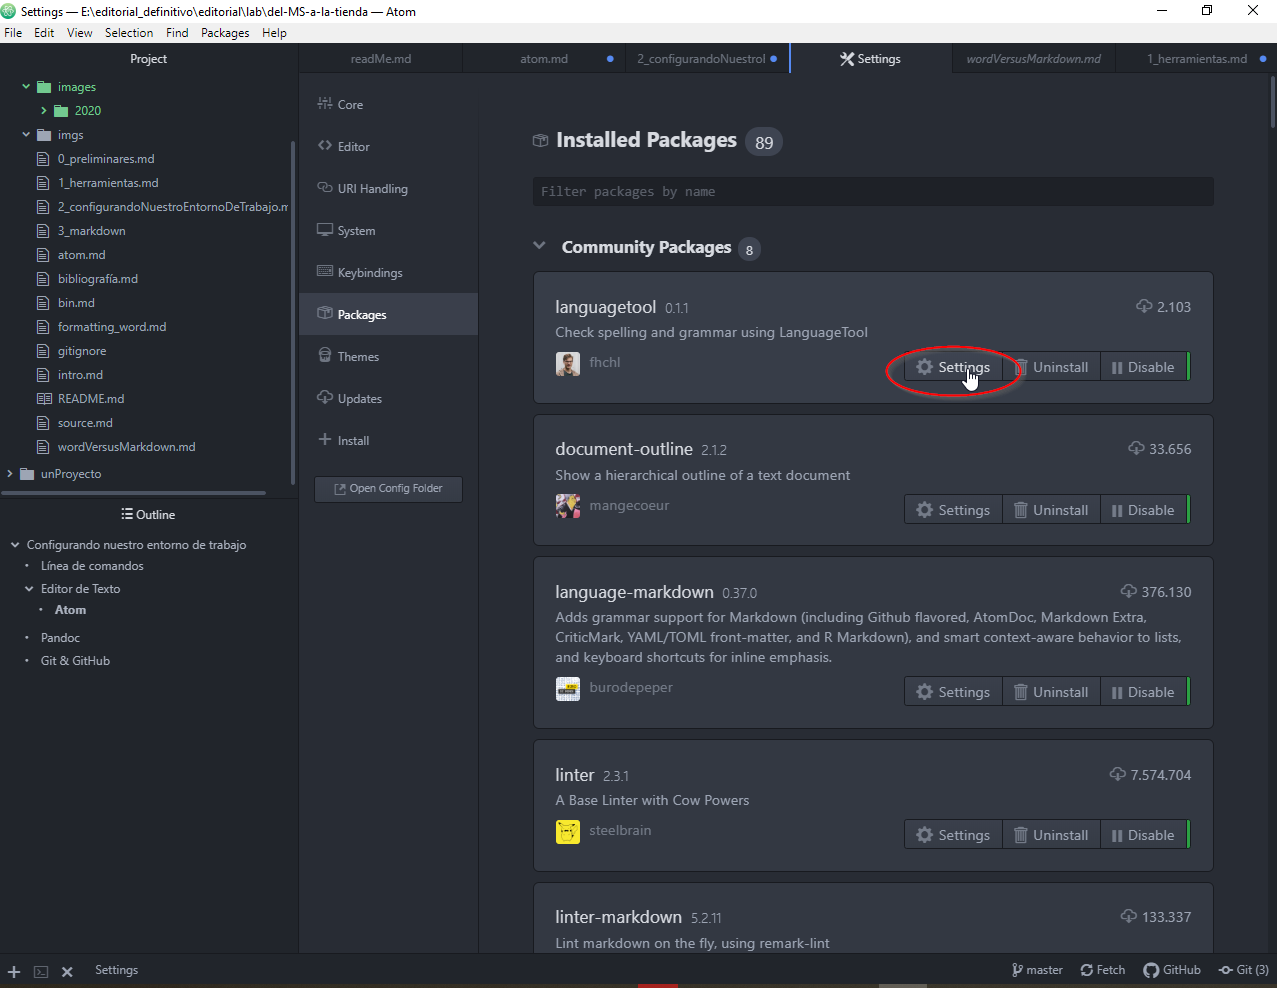 Settings — E:\editorial_definitivo\editorial\lab\del-MS-a-la-tienda — Atom
File Edit View Selection Find Packages Help
Project
readMe.md
atom.md
2_configurandoNuestroI
Settings
wordVersusMarkdown.md
1_herramientas.md
images
2020
imgs
0_preliminares.md
1_herramientas.md
2_configurandoNuestroEntornoDeTrabajo.m
3_markdown
atom.md
bibliografía.md
bin.md
formatting_word.md
gitignore
intro.md
README.md
source.md
wordVersusMarkdown.md
unProyecto
Outline
Configurando nuestro entorno de trabajo
Línea de comandos
Editor de Texto
Atom
Pandoc
Git & GitHub
Core
Editor
URI Handling
System
Keybindings
Packages
Themes
Updates
Install
Open Config Folder
Installed Packages 89
Filter packages by name
Community Packages 8
languagetool 0.1.1 2.103
Check spelling and grammar using LanguageTool
fhchl
Settings Uninstall Disable
document-outline 2.1.2 33.656
Show a hierarchical outline of a text document
mangecoeur
Settings Uninstall Disable
language-markdown 0.37.0 376.130
Adds grammar support for Markdown (including Github flavored, AtomDoc, Markdown Extra,
CriticMark, YAML/TOML front-matter, and R Markdown), and smart context-aware behavior to lists,
and keyboard shortcuts for inline emphasis.
burodepeper
Settings Uninstall Disable
linter 2.3.1 7.574.704
A Base Linter with Cow Powers
steelbrain
Settings Uninstall Disable
linter-markdown 5.2.11 133.337
Lint markdown on the fly, using remark-lint
Settings
master Fetch GitHub Git (3)